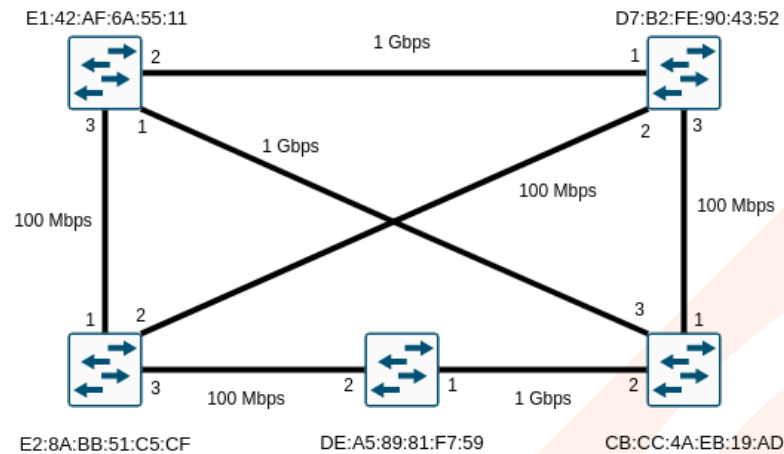 E1:42:AF:6A:55:11
D7:B2:FE:90:43:52
1 Gbps
2
1
3
1
2
3
1 Gbps
100 Mbps
100 Mbps
100 Mbps
1
2
3
1
3
2
1
2
100 Mbps
1 Gbps
E2:8A:BB:51:C5:CF
DE:A5:89:81:F7:59
CB:CC:4A:EB:19:AD